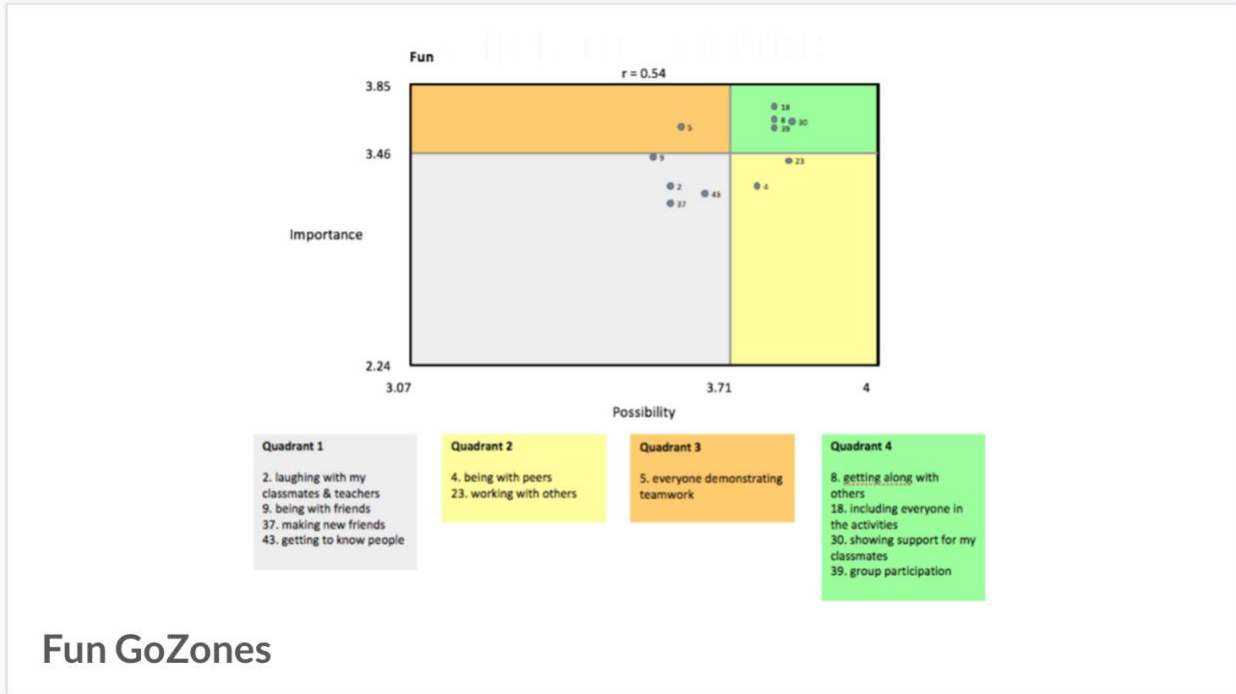 Fun
r = 0.54
3.85
18
8
30
39
5
3.46
9
23
2
4
43
37
Importance
2.24
3.07
3.71
4
Possibility
Quadrant 1
2. laughing with my
classmates & teachers
9. being with friends
37. making new friends
43. getting to know people
Quadrant 2
4. being with peers
23. working with others
Quadrant 3
5. everyone demonstrating
teamwork
Quadrant 4
8. getting along with
others
18. including everyone in
the activities
30. showing support for my
classmates
39. group participation
Fun GoZones